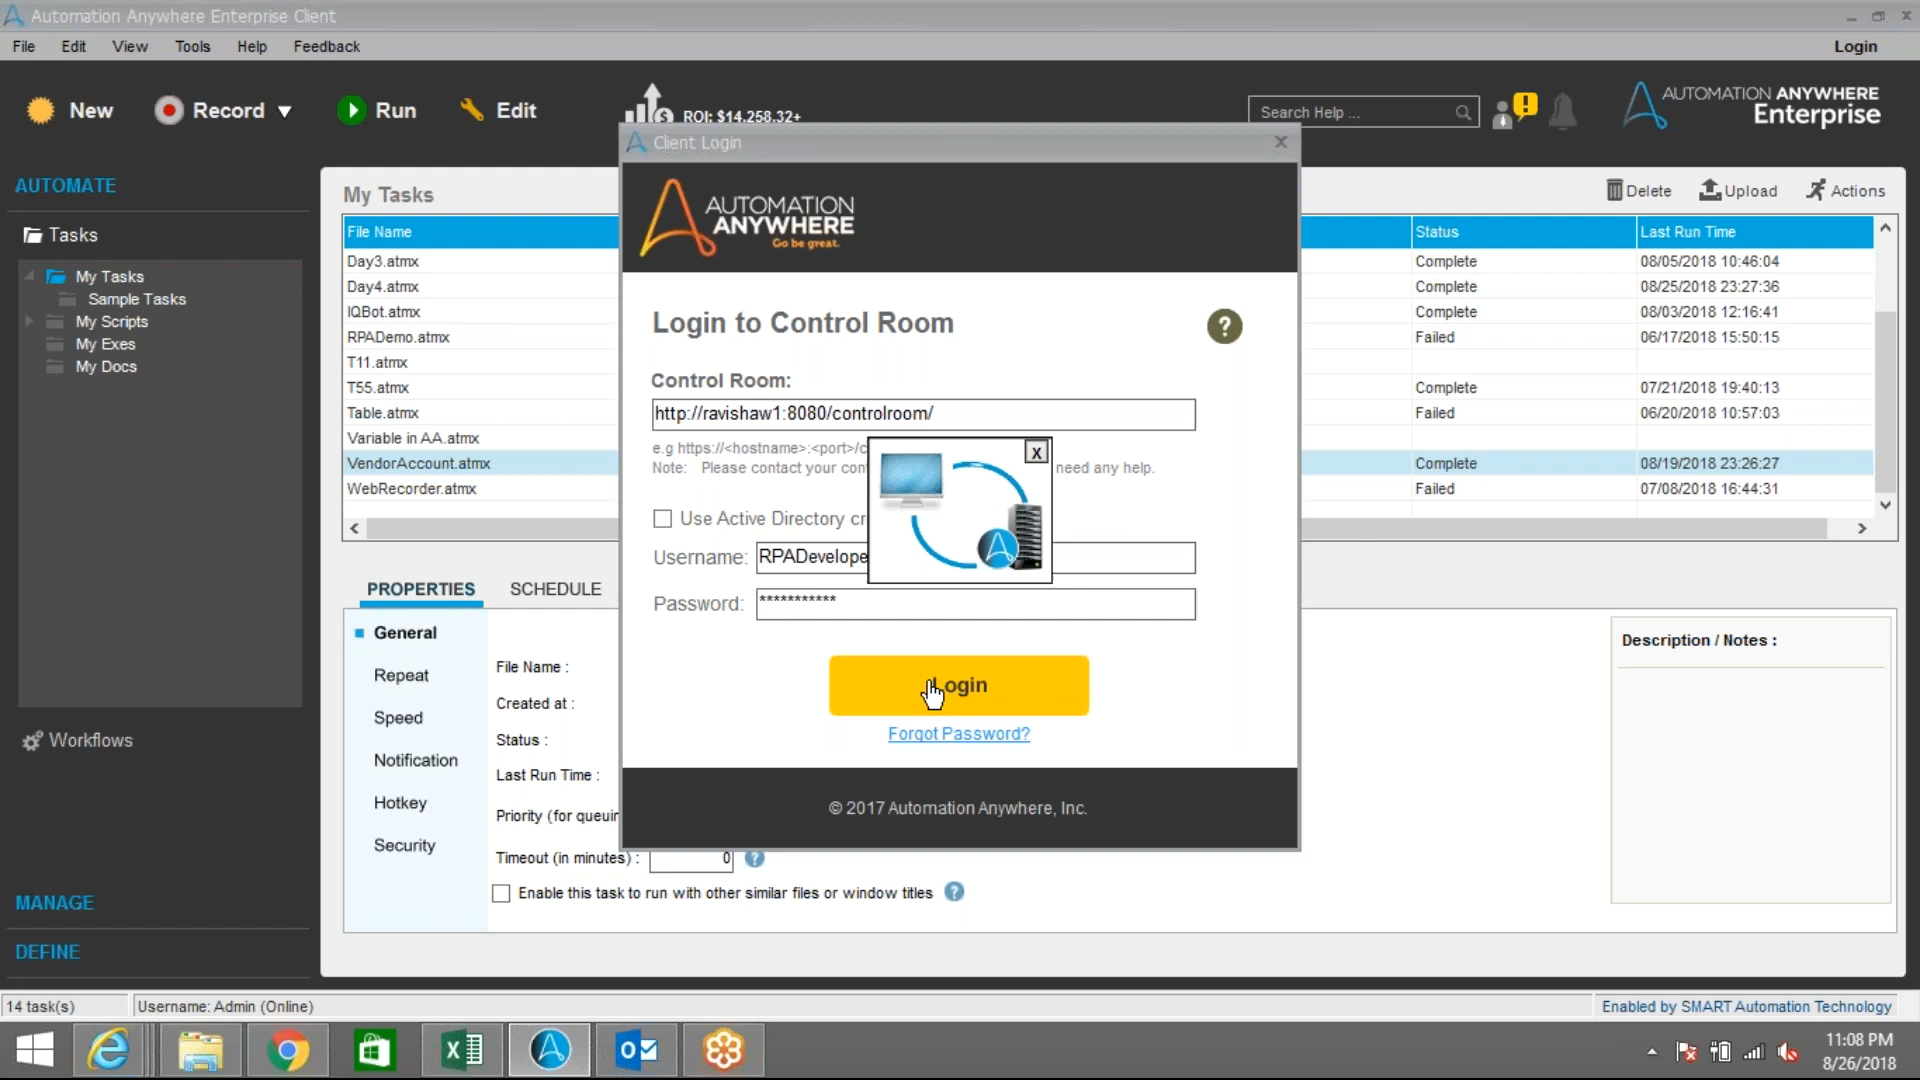 Automation Anywhere Enterprise Client
File Edit View Tools Help Feedback Login
New Record Run Edit ROI: $14,258.32+ Search Help ... AUTOMATION ANYWHERE
Enterprise
Client Login
AUTOMATION
ANYWHERE
Go be great.
AUTOMATE
Tasks
My Tasks
Sample Tasks
My Scripts
My Exes
My Docs
Workflows
MANAGE
DEFINE
My Tasks Delete Upload Actions
File Name Status Last Run Time
Day3.atmx Complete 08/05/2018 10:46:04
Day4.atmx Complete 08/25/2018 23:27:36
IQBot.atmx Complete 08/03/2018 12:16:41
RPADemo.atmx Failed 06/17/2018 15:50:15
T11.atmx
T55.atmx Complete 07/21/2018 19:40:13
Table.atmx Failed 06/20/2018 10:57:03
Variable in AA.atmx
VendorAccount.atmx Complete 08/19/2018 23:26:27
WebRecorder.atmx Failed 07/08/2018 16:44:31
Login to Control Room ?
Control Room:
http://ravishaw1:8080/controlroom/
e.g https://<hostname>:<port>/c
Note: Please contact your con need any help.
X
Use Active Directory cr
Username: RPADevelope
Password: ***********
Login
Forgot Password?
© 2017 Automation Anywhere, Inc.
PROPERTIES SCHEDULE
General
Repeat
Speed
Notification
Hotkey
Security
File Name :
Created at :
Status :
Last Run Time :
Priority (for queuin
Timeout (in minutes) : 0 ?
Enable this task to run with other similar files or window titles ?
Description / Notes :
14 task(s) Username: Admin (Online) Enabled by SMART Automation Technology
11:08 PM
8/26/2018